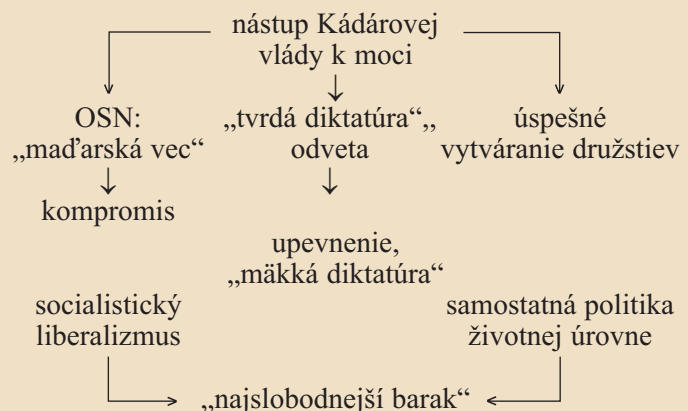 nástup Kádárovej
vlády k moci
OSN:
„maďarská vec“
„tvrdá diktatúra“„
odveta
úspešné
vytváranie družstiev
kompromis
upevnenie,
„mäkká diktatúra“
socialistický
liberalizmus
samostatná politika
životnej úrovne
„najslobodnejší barak“